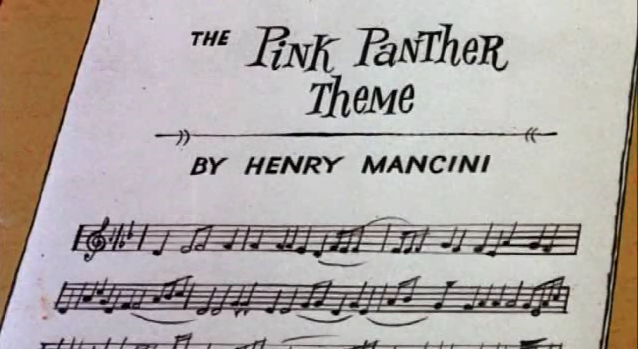 THE PINK PANTHER
THEME
BY HENRY MANCINI